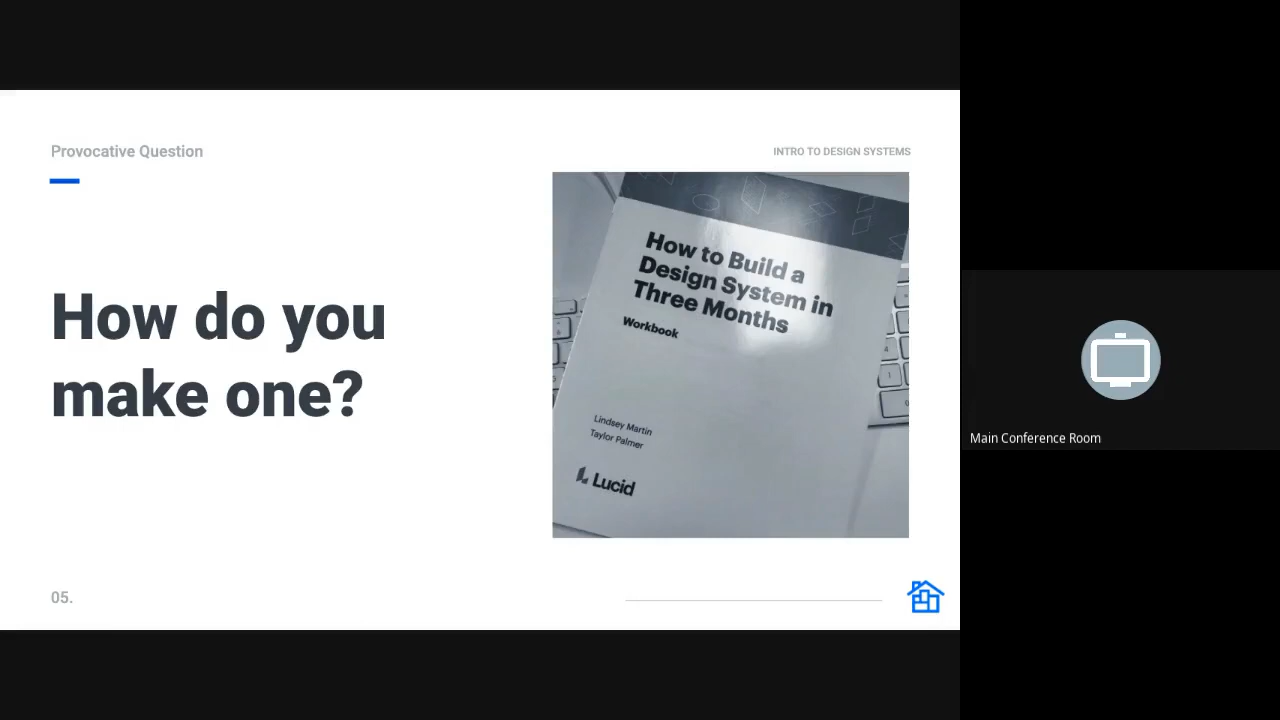 Provocative Question
INTRO TO DESIGN SYSTEMS
How do you
make one?
How to Build a
Design System in
Three Months
Workbook
Lindsey Martin
Taylor Palmer
Lucid
05.
Main Conference Room